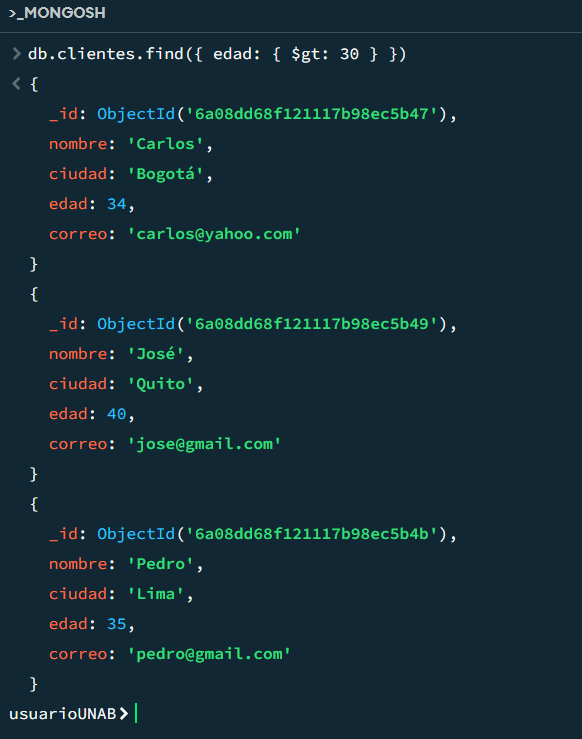 >_MONGOSH
> db.clientes.find({ edad: { $gt: 30 } })
< {
_id: ObjectId('6a08dd68f121117b98ec5b47'),
nombre: 'Carlos',
ciudad: 'Bogotá',
edad: 34,
correo: 'carlos@yahoo.com'
}
{
_id: ObjectId('6a08dd68f121117b98ec5b49'),
nombre: 'José',
ciudad: 'Quito',
edad: 40,
correo: 'jose@gmail.com'
}
{
_id: ObjectId('6a08dd68f121117b98ec5b4b'),
nombre: 'Pedro',
ciudad: 'Lima',
edad: 35,
correo: 'pedro@gmail.com'
}
usuarioUNAB>